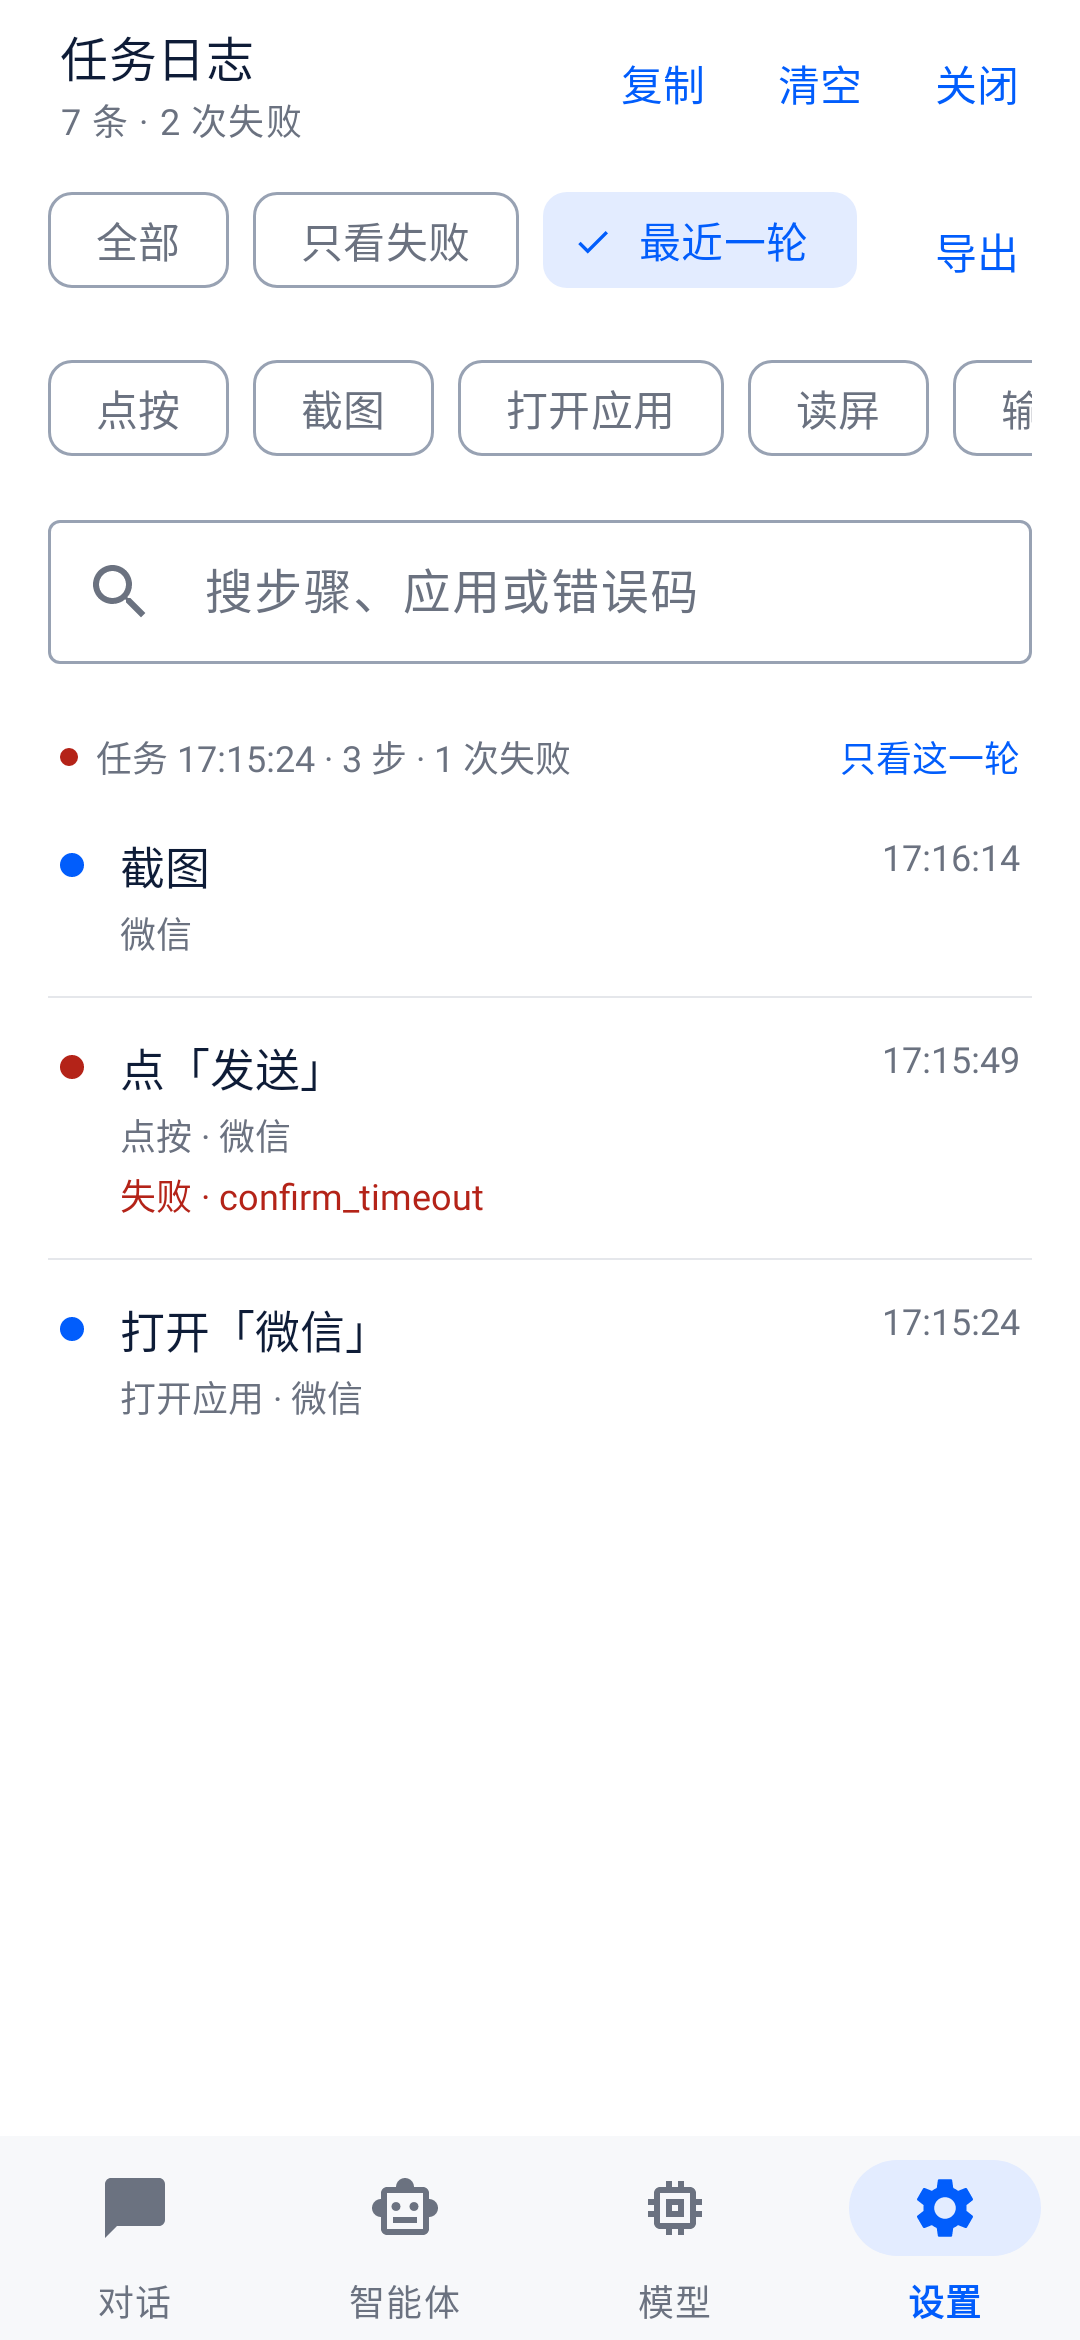 任务日志
7 条 · 2 次失败
复制 清空 关闭
全部 只看失败 最近一轮 导出
点按 截图 打开应用 读屏 输
搜步骤、应用或错误码
任务 17:15:24 · 3 步 · 1 次失败 只看这一轮
截图 17:16:14
微信
点「发送」 17:15:49
点按 · 微信
失败 · confirm_timeout
打开「微信」 17:15:24
打开应用 · 微信
对话 智能体 模型 设置